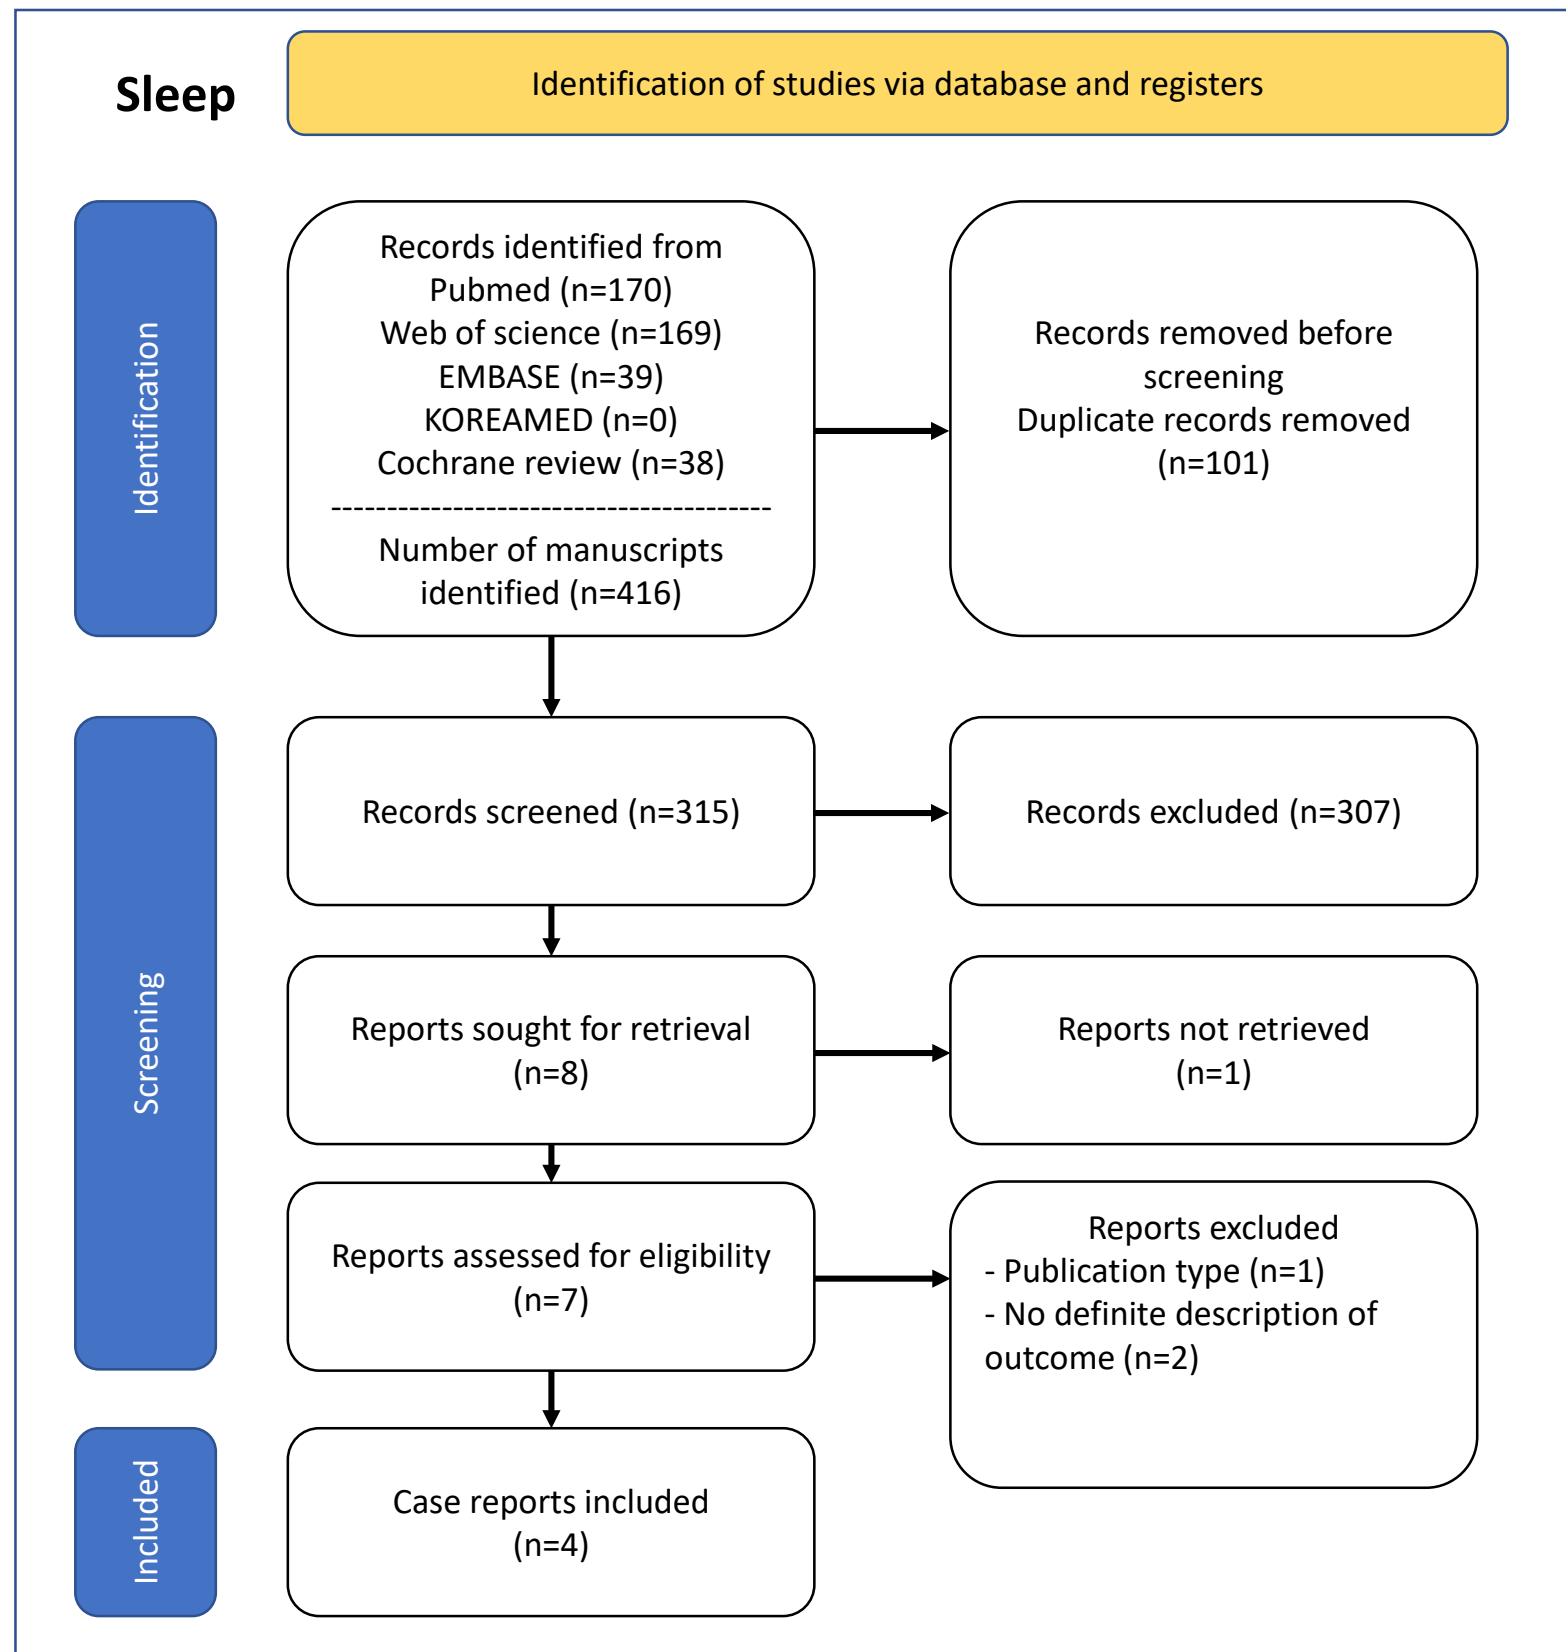 Sleep
Identification of studies via database and registers
Identification
Records identified from
Pubmed (n=170)
Web of science (n=169)
EMBASE (n=39)
KOREAMED (n=0)
Cochrane review (n=38)
----------------------------------------
Number of manuscripts
identified (n=416)
Records removed before
screening
Duplicate records removed
(n=101)
Screening
Records screened (n=315)
Records excluded (n=307)
Reports sought for retrieval
(n=8)
Reports not retrieved
(n=1)
Reports assessed for eligibility
(n=7)
Reports excluded
- Publication type (n=1)
- No definite description of
outcome (n=2)
Included
Case reports included
(n=4)